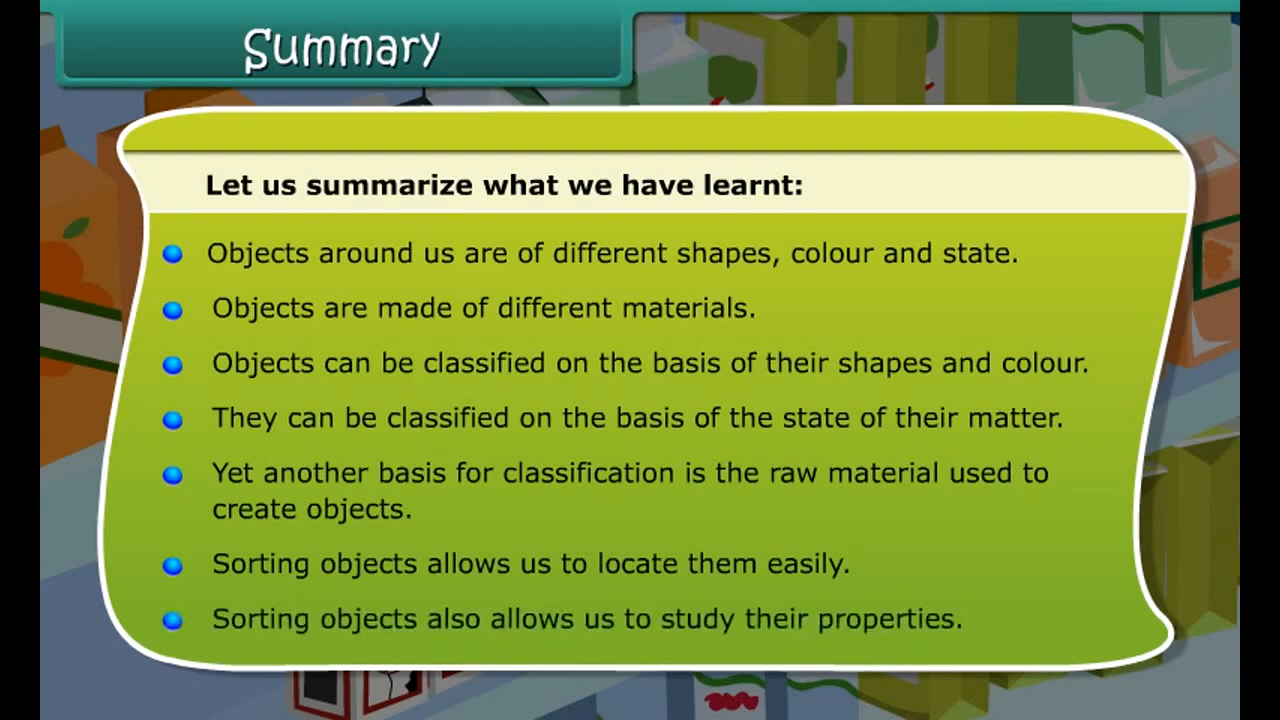 Summary
Let us summarize what we have learnt:
Objects around us are of different shapes, colour and state.
Objects are made of different materials.
Objects can be classified on the basis of their shapes and colour.
They can be classified on the basis of the state of their matter.
Yet another basis for classification is the raw material used to
create objects.
Sorting objects allows us to locate them easily.
Sorting objects also allows us to study their properties.